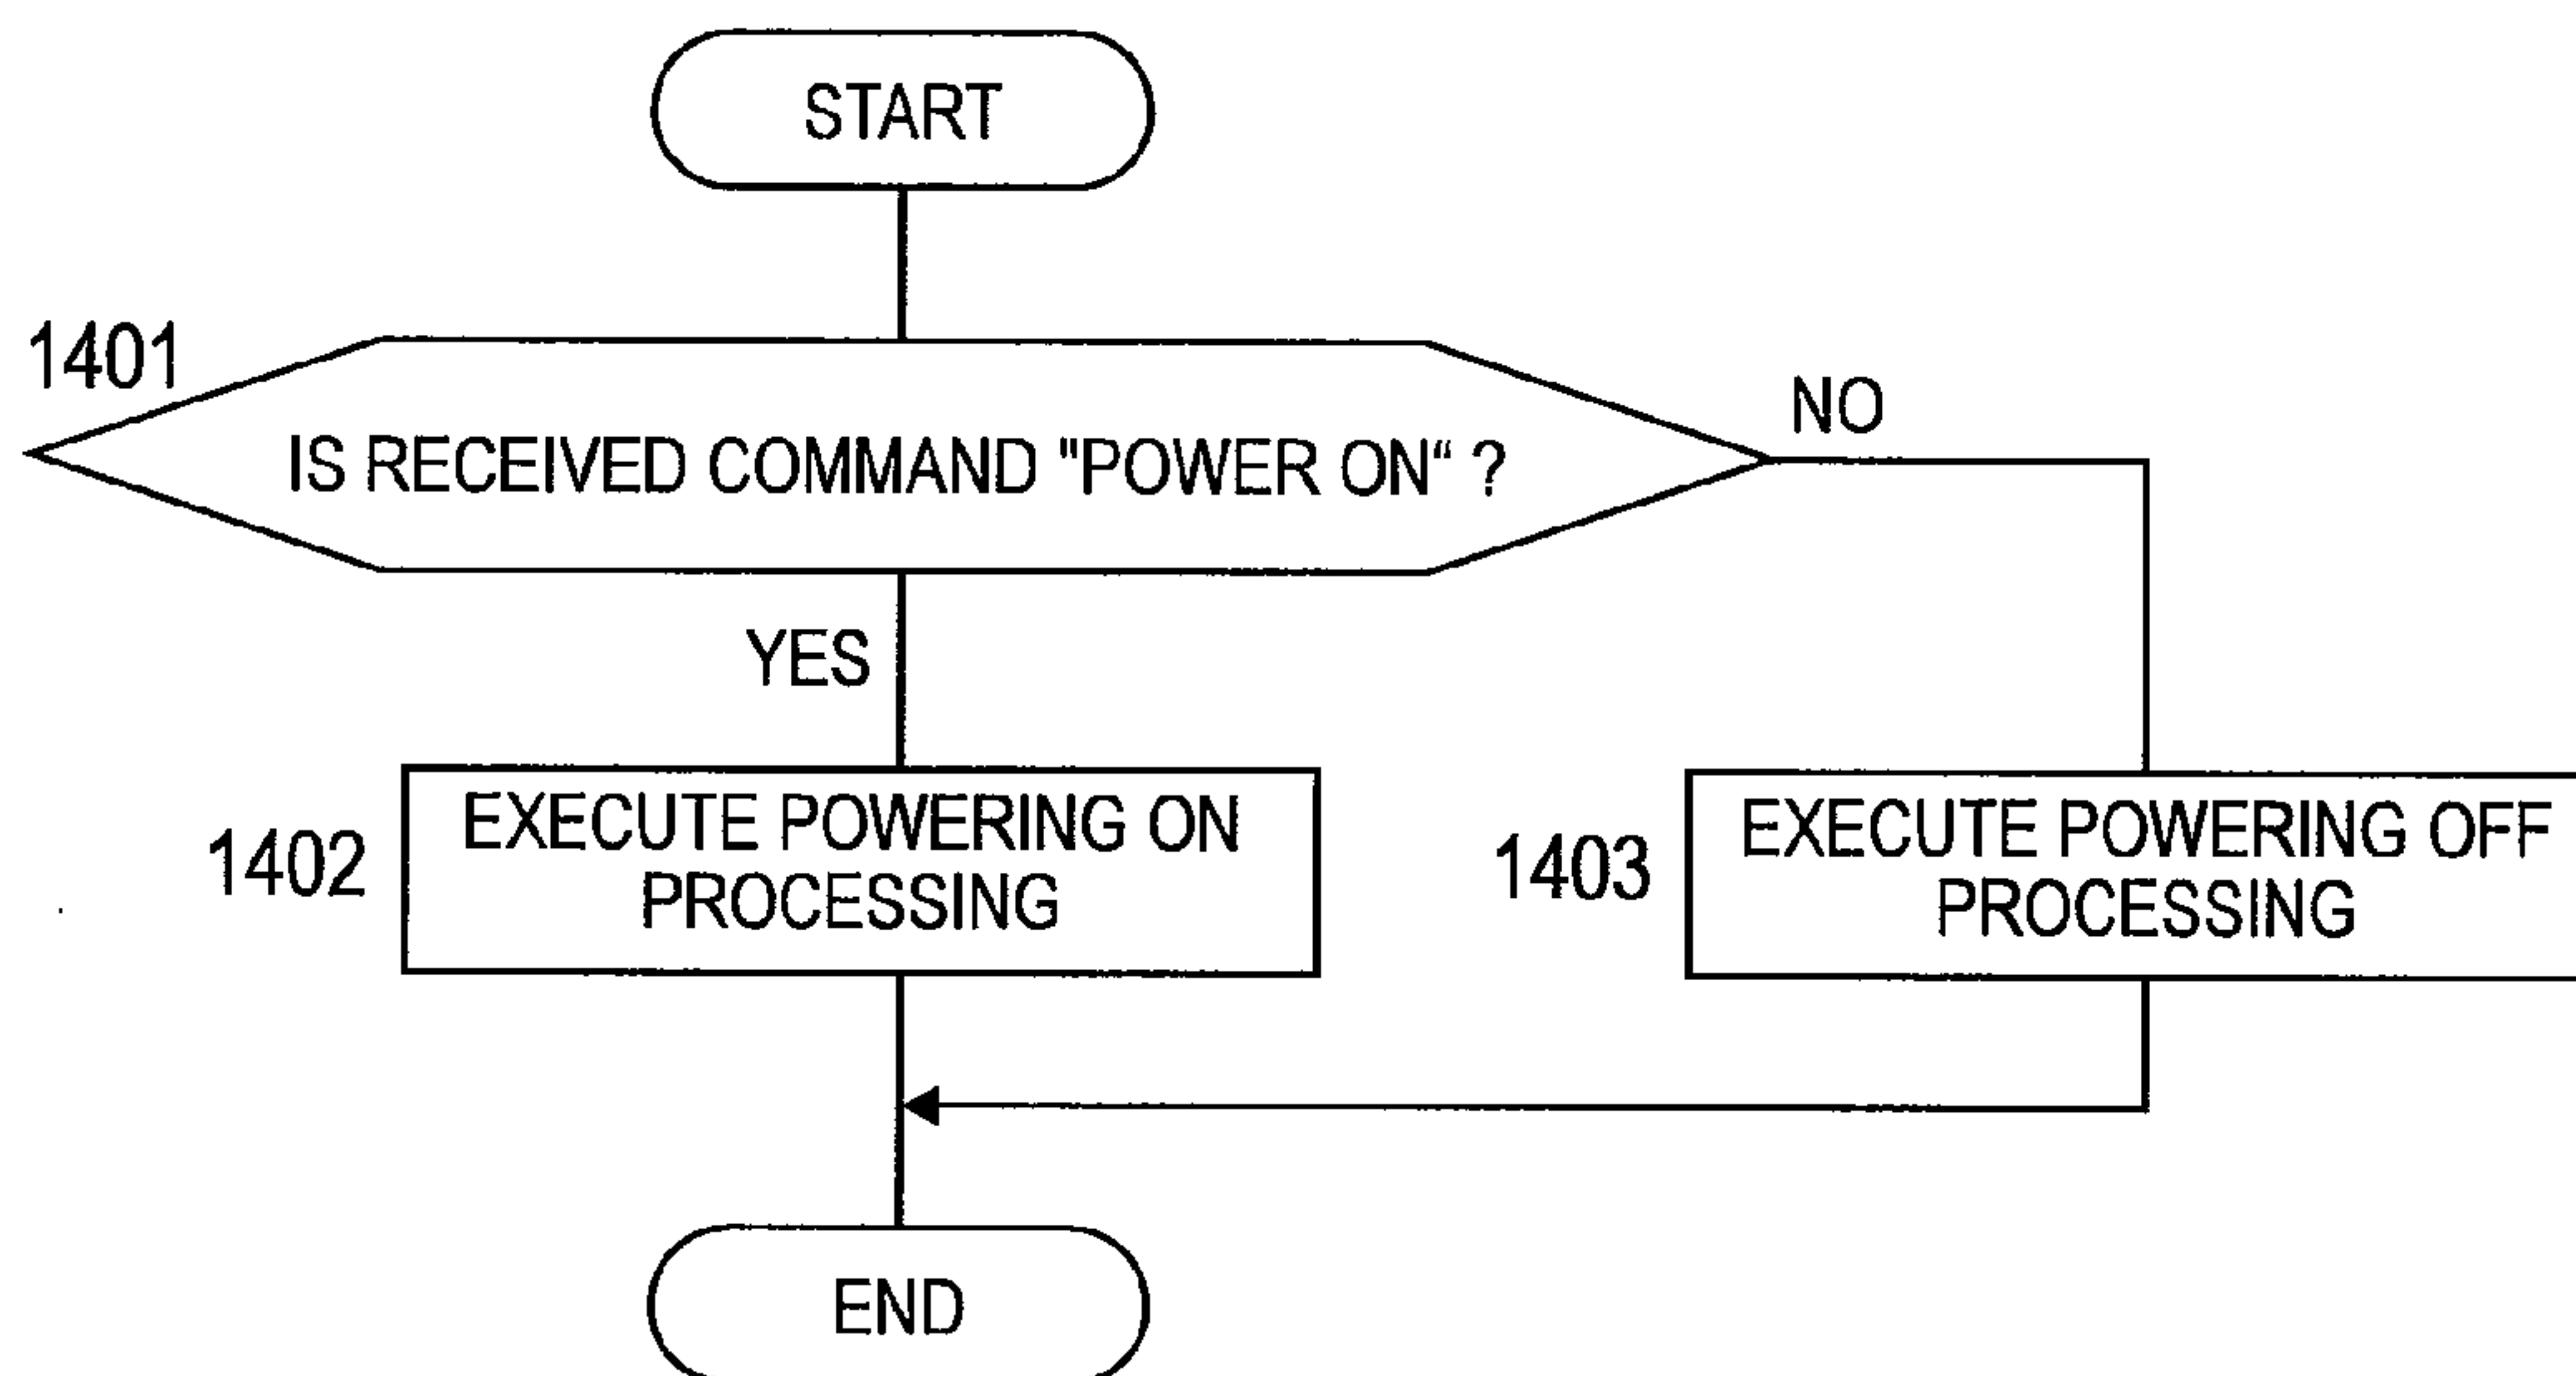 START
1401
NO
IS RECEIVED COMMAND "POWER ON“ ?
YES
1402
EXECUTE POWERING ON
PROCESSING
1403
EXECUTE POWERING OFF
PROCESSING
END